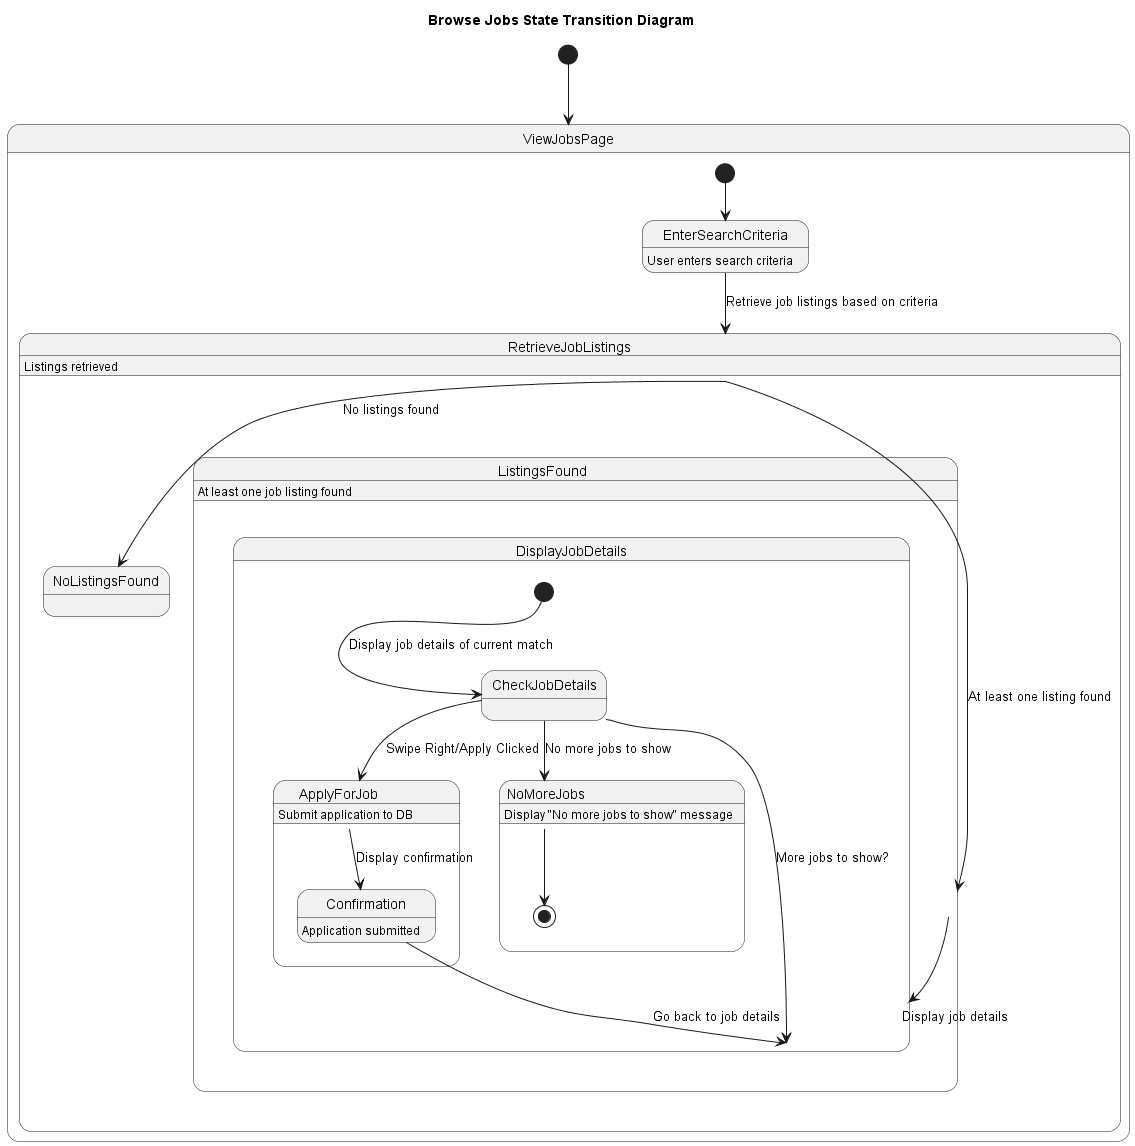 Browse Jobs State Transition Diagram
ViewJobsPage
EnterSearchCriteria
User enters search criteria
Retrieve job listings based on criteria
RetrieveJobListings
Listings retrieved
No listings found
ListingsFound
At least one job listing found
DisplayJobDetails
NoListingsFound
Display job details of current match
CheckJobDetails
At least one listing found
Swipe Right/Apply Clicked
No more jobs to show
ApplyForJob
Submit application to DB
NoMoreJobs
Display "No more jobs to show" message
Display confirmation
More jobs to show?
Confirmation
Application submitted
Go back to job details
Display job details